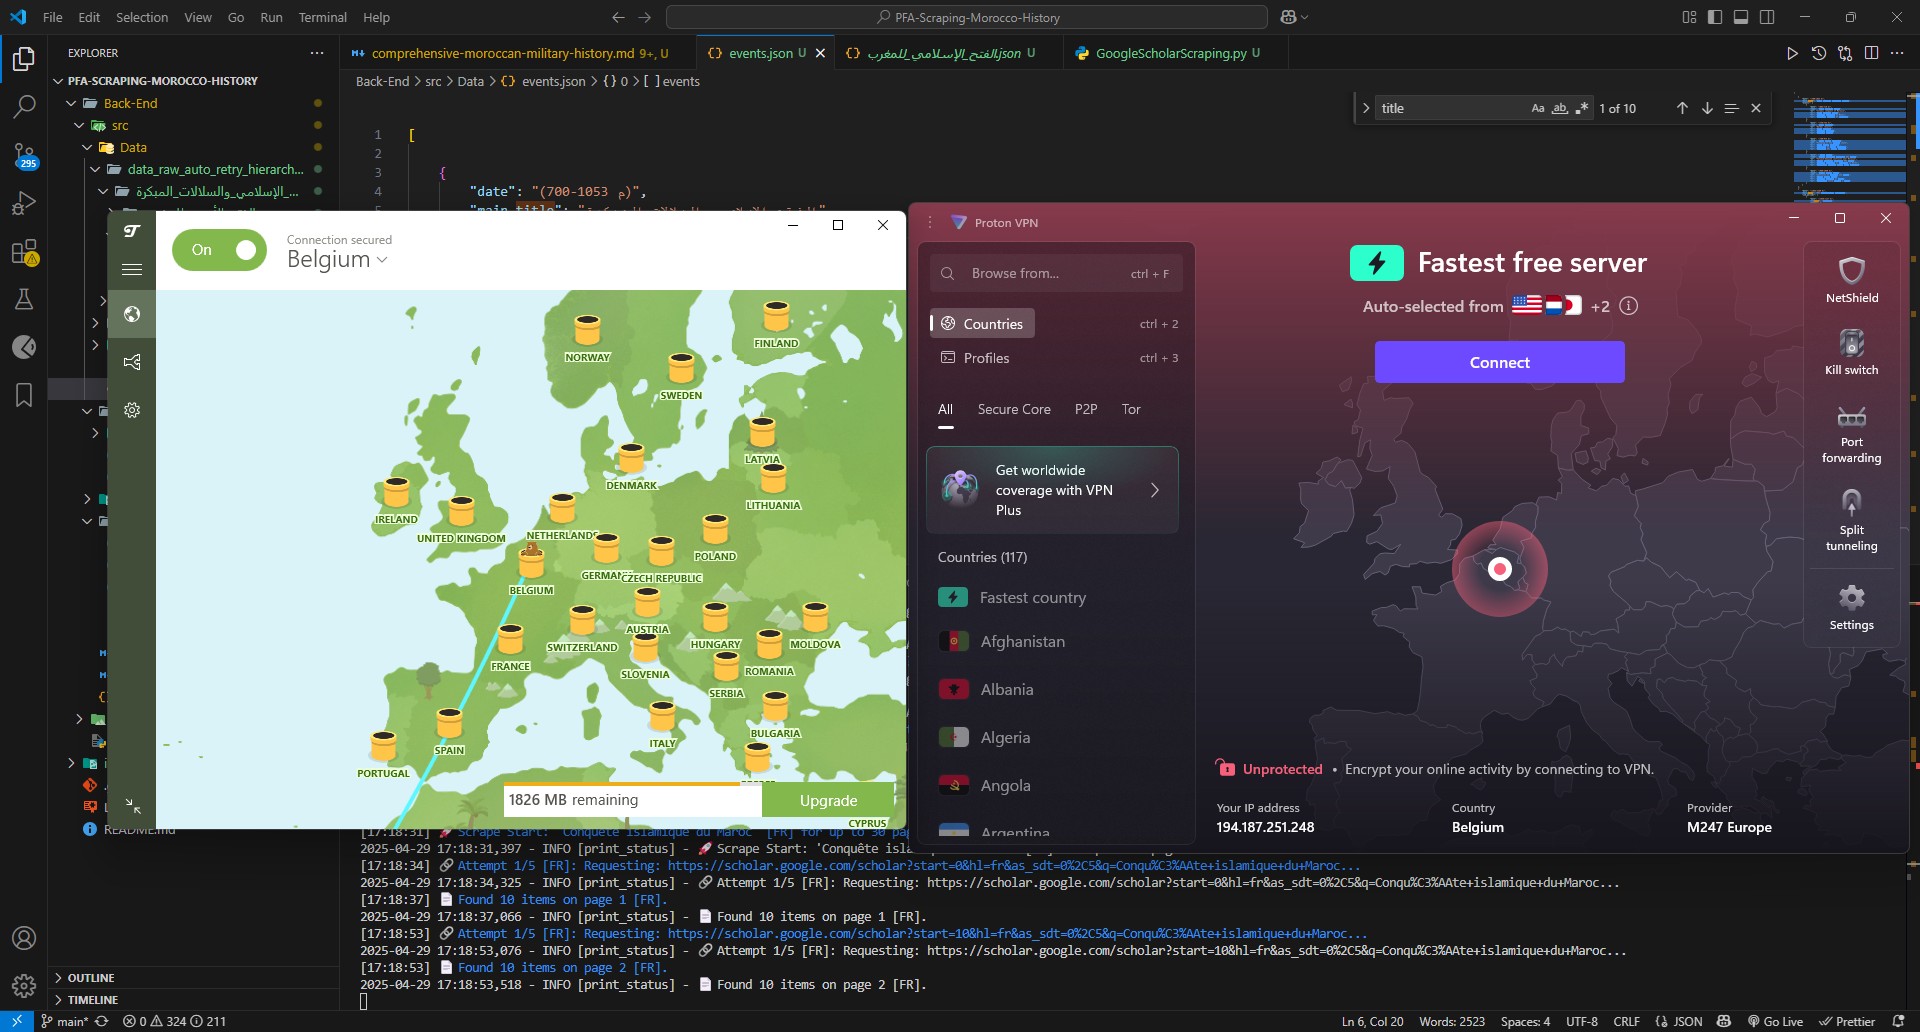 File Edit Selection View Go Run Terminal Help
PFA-Scraping-Morocco-History
EXPLORER
comprehensive-moroccan-military-history.md 9+, U
events.json U
الفتح_الإسلامي_للمغرب.json U
GoogleScholarScraping.py U
PFA-SCRAPING-MOROCCO-HISTORY
Back-End
src
Data
data_raw_auto_retry_hierarch...
Back-End > src > Data > {} events.json > {} 0 > [ ] events
title
Aa ab
1 of 10
1 [
2
3 {
4 "date": "(700-1053 م)",
5
295
On
Connection secured
Belgium
NORWAY
FINLAND
SWEDEN
LATVIA
DENMARK
LITHUANIA
IRELAND
UNITED KINGDOM
NETHERLANDS
POLAND
BELGIUM
CZECH REPUBLIC
AUSTRIA
SWITZERLAND
HUNGARY
MOLDOVA
FRANCE
SLOVENIA
ROMANIA
SERBIA
BULGARIA
ITALY
SPAIN
PORTUGAL
CYPRUS
1826 MB remaining
Upgrade
Proton VPN
Browse from... ctrl + F
Countries ctrl + 2
Profiles ctrl + 3
All Secure Core P2P Tor
Get worldwide
coverage with VPN
Plus
Countries (117)
Fastest country
Afghanistan
Albania
Algeria
Angola
Argentina
Fastest free server
Auto-selected from +2
Connect
NetShield
Kill switch
Port
forwarding
Split
tunneling
Settings
Unprotected • Encrypt your online activity by connecting to VPN.
Your IP address
194.187.251.248
Country
Belgium
Provider
M247 Europe
README.md
[17:18:31] 🚀 Scrape Start: 'Conquête islamique du Maroc' [FR] for up to 30 pag
2025-04-29 17:18:31,397 - INFO [print_status] - 🚀 Scrape Start: 'Conquête isla
[17:18:34] 🔗 Attempt 1/5 [FR]: Requesting: https://scholar.google.com/scholar?start=0&hl=fr&as_sdt=0%2C5&q=Conqu%C3%AAte+islamique+du+Maroc...
2025-04-29 17:18:34,325 - INFO [print_status] - 🔗 Attempt 1/5 [FR]: Requesting: https://scholar.google.com/scholar?start=0&hl=fr&as_sdt=0%2C5&q=Conqu%C3%AAte+islamique+du+Maroc...
[17:18:37] 📄 Found 10 items on page 1 [FR].
2025-04-29 17:18:37,066 - INFO [print_status] - 📄 Found 10 items on page 1 [FR].
[17:18:53] 🔗 Attempt 1/5 [FR]: Requesting: https://scholar.google.com/scholar?start=10&hl=fr&as_sdt=0%2C5&q=Conqu%C3%AAte+islamique+du+Maroc...
2025-04-29 17:18:53,076 - INFO [print_status] - 🔗 Attempt 1/5 [FR]: Requesting: https://scholar.google.com/scholar?start=10&hl=fr&as_sdt=0%2C5&q=Conqu%C3%AAte+islamique+du+Maroc...
[17:18:53] 📄 Found 10 items on page 2 [FR].
2025-04-29 17:18:53,518 - INFO [print_status] - 📄 Found 10 items on page 2 [FR].
OUTLINE
TIMELINE
main* 0 324 211
Ln 6, Col 20 Words: 2523 Spaces: 4 UTF-8 CRLF {} JSON Go Live Prettier